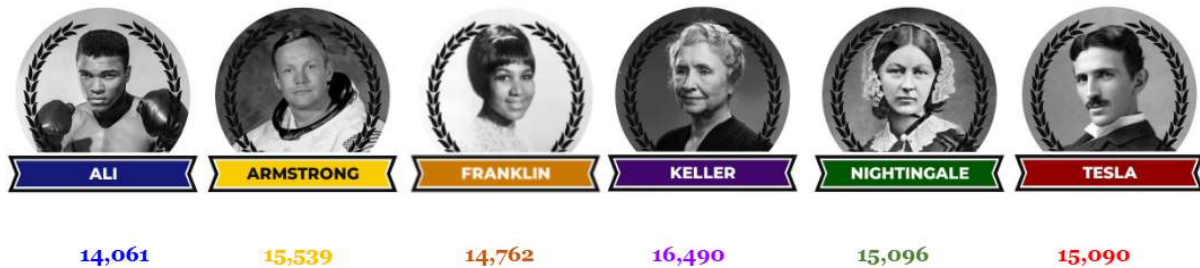 ALI ARMSTRONG FRANKLIN KELLER NIGHTINGALE TESLA
14,061 15,539 14,762 16,490 15,096 15,090